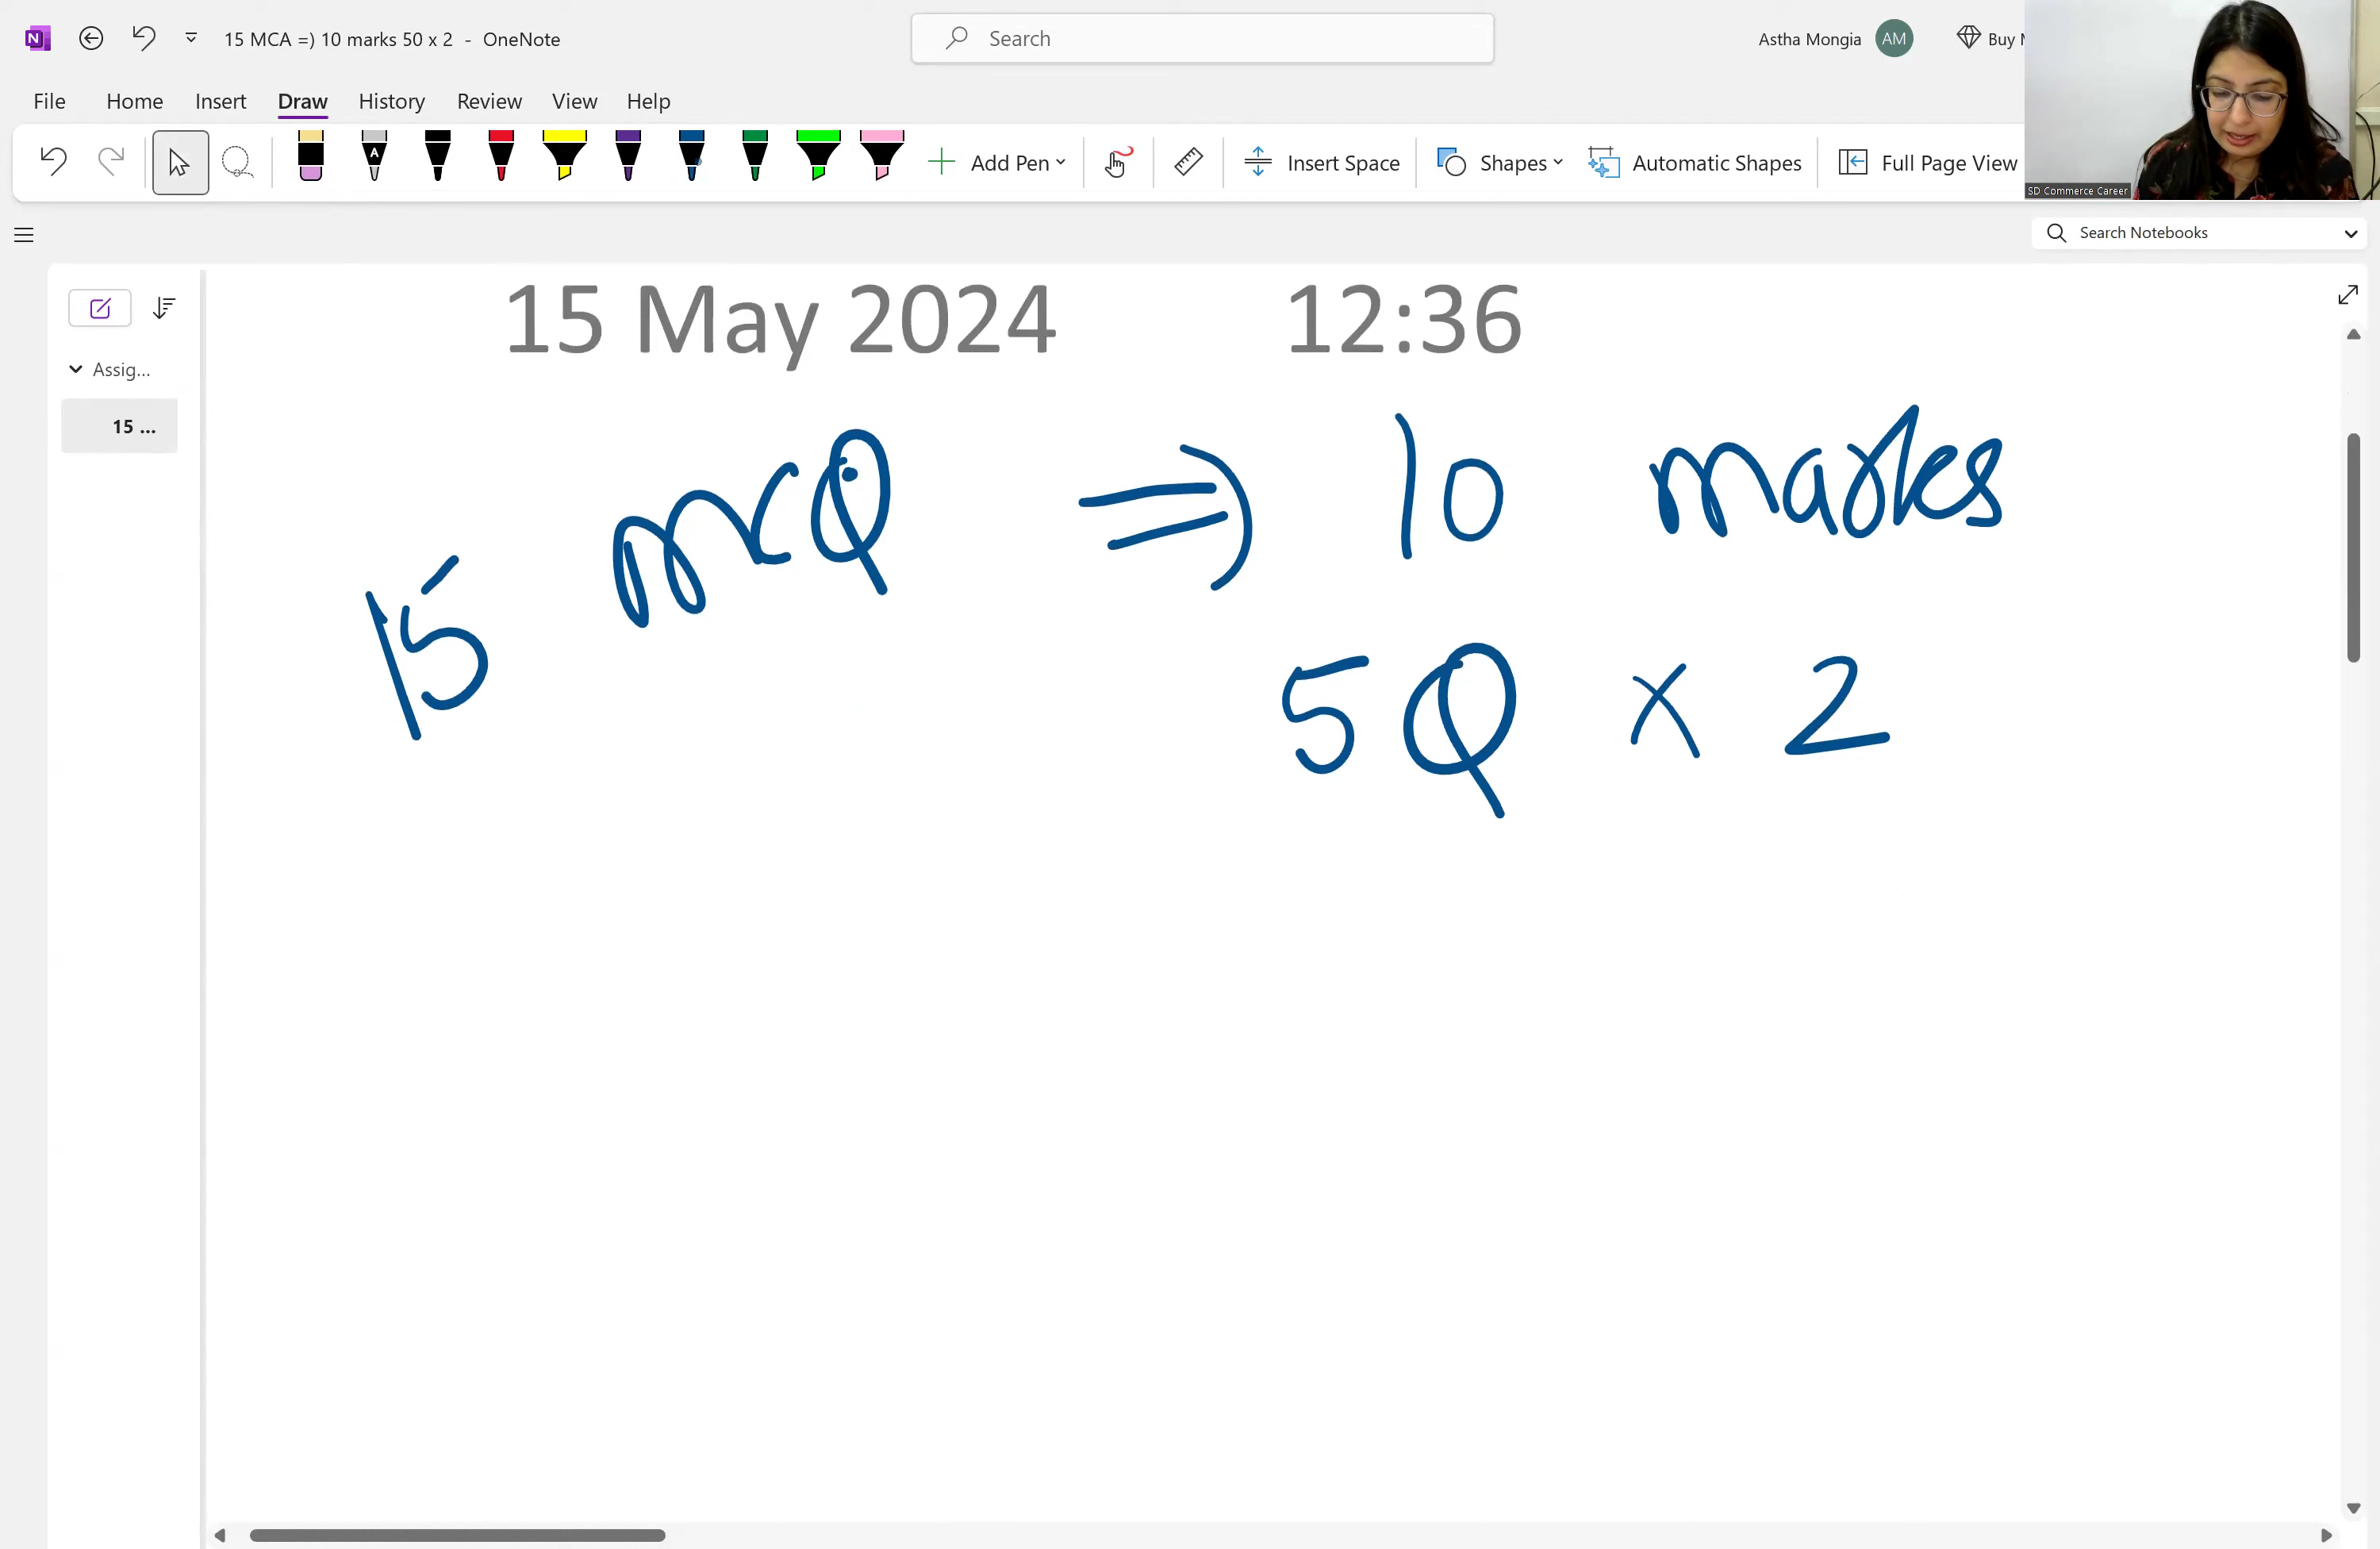 15 MCA =) 10 marks 50 x 2 - OneNote
Search
Astha Mongia AM Buy
File Home Insert Draw History Review View Help
Add Pen Insert Space Shapes Automatic Shapes Full Page View
SD Commerce Career
Search Notebooks
Assig...
15 ...
15 May 2024 12:36
15 MCQ => 10 marks
5Q x 2